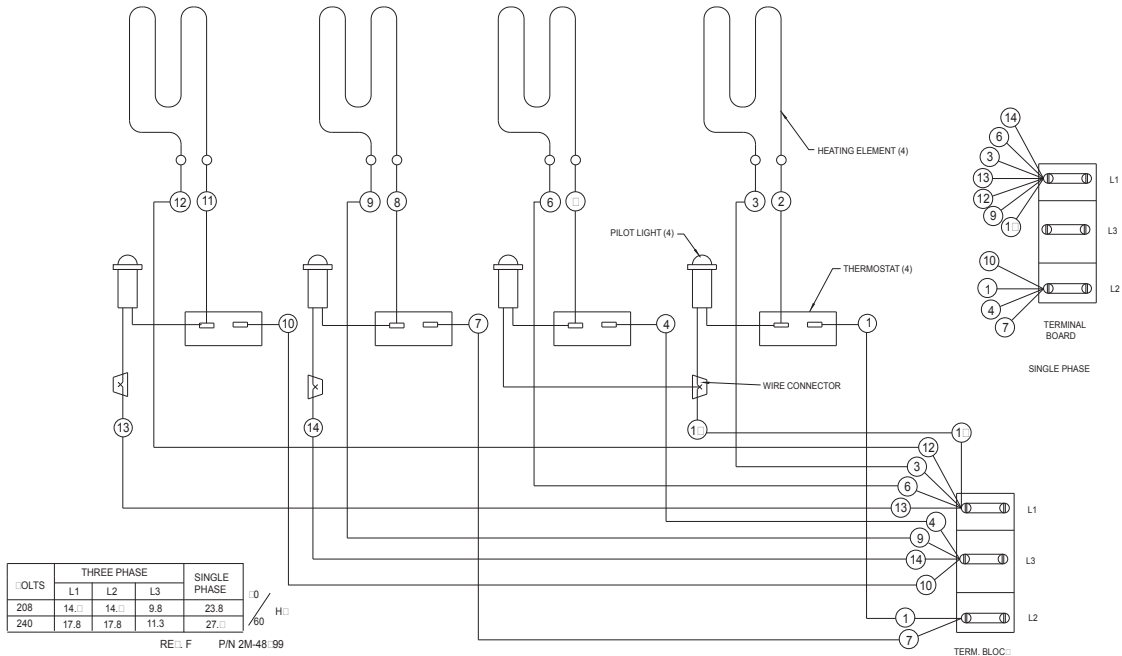 14
6
3
13
12
9
L1
L3
L2
10
1
4
7
TERMINAL
BOARD
SINGLE PHASE
HEATING ELEMENT (4)
12
11
9
8
6
3
2
PILOT LIGHT (4)
THERMOSTAT (4)
10
7
4
1
WIRE CONNECTOR
13
14
12
3
6
13
L1
4
9
14
10
L3
1
7
L2
TERM.
THREE PHASE
SINGLE
PHASE
L1 L2 L3
208 9.8 23.8
240 17.8 17.8 11.3
60
F P/N